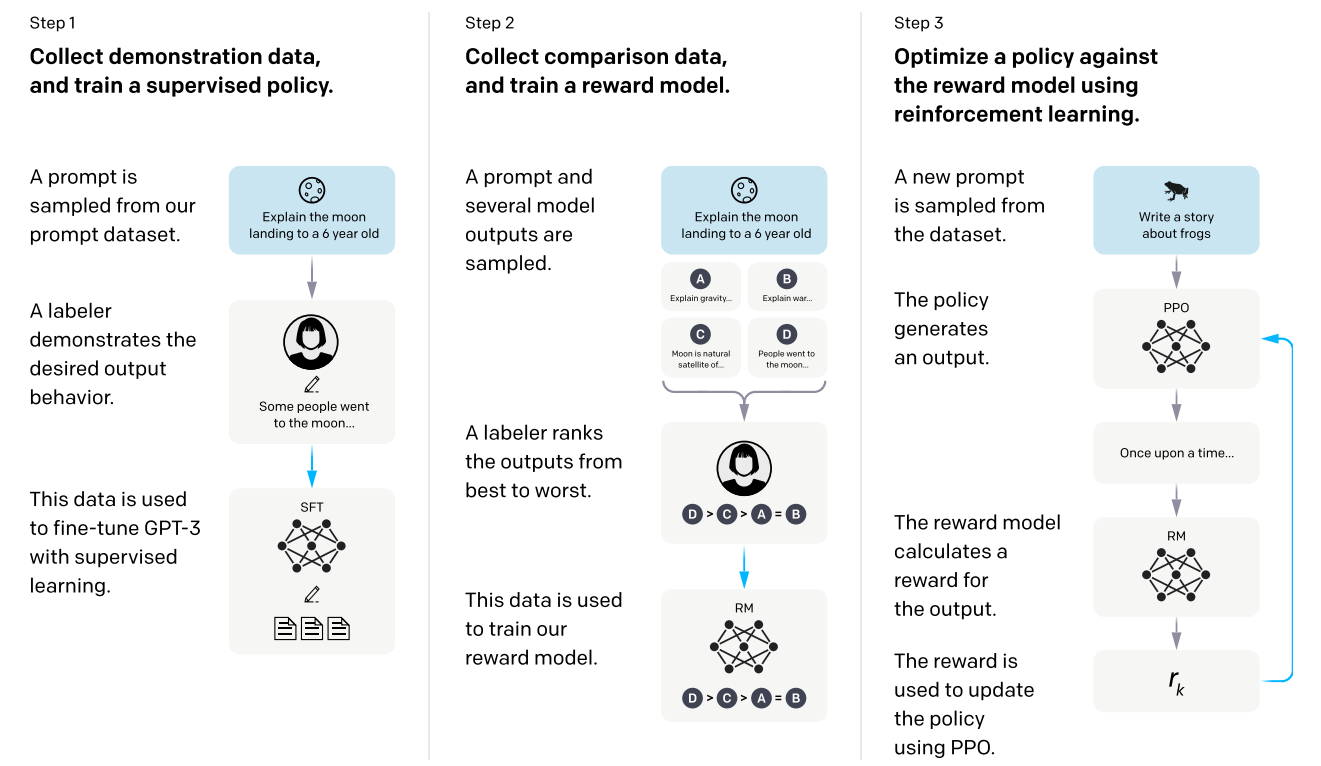 Step 1
Collect demonstration data,
and train a supervised policy.
A prompt is
sampled from our
prompt dataset.
Explain the moon
landing to a 6 year old
A labeler
demonstrates the
desired output
behavior.
Some people went
to the moon...
This data is used
to fine-tune GPT-3
with supervised
learning.
SFT
Step 2
Collect comparison data,
and train a reward model.
A prompt and
several model
outputs are
sampled.
Explain the moon
landing to a 6 year old
A
Explain gravity...
B
Explain war...
C
Moon is natural
satellite of...
D
People went to
the moon...
A labeler ranks
the outputs from
best to worst.
D > C > A = B
This data is used
to train our
reward model.
RM
D > C > A = B
Step 3
Optimize a policy against
the reward model using
reinforcement learning.
A new prompt
is sampled from
the dataset.
Write a story
about frogs
The policy
generates
an output.
PPO
Once upon a time...
The reward model
calculates a
reward for
the output.
RM
The reward is
used to update
the policy
using PPO.
rk